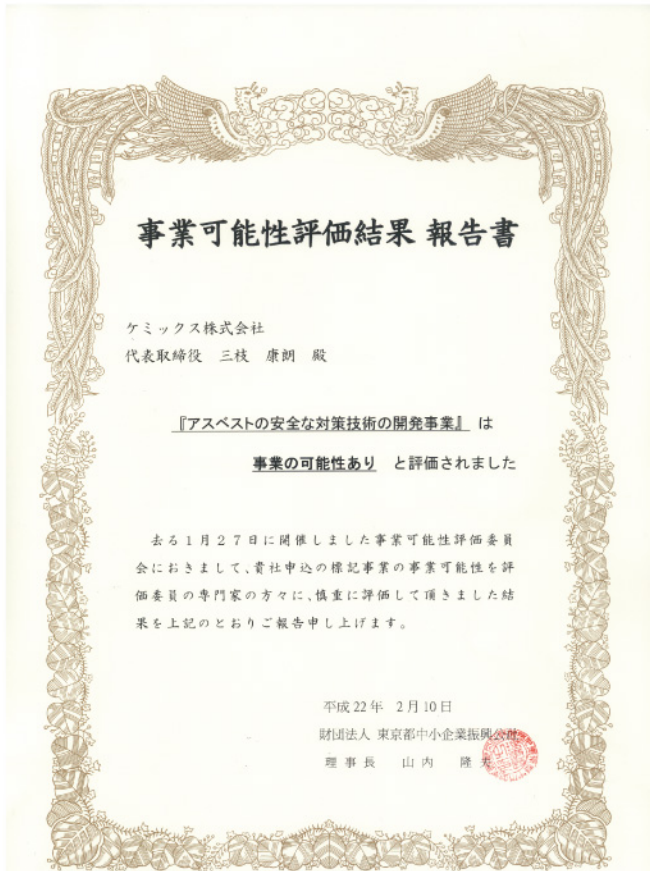 事業可能性評価結果 報告書
ケミックス株式会社
代表取締役 三枝 康朗 殿
『アスベストの安全な対策技術の開発事業』 は
事業の可能性あり と評価されました
去る1月27日に開催しました事業可能性評価委員
会におきまして、貴社申込の標記事業の事業可能性を評
価委員の専門家の方々に、慎重に評価して頂きました結
果を上記のとおりご報告申し上げます。
平成22年 2月10日
財団法人 東京都中小企業振興公社
理事長 山内 隆夫